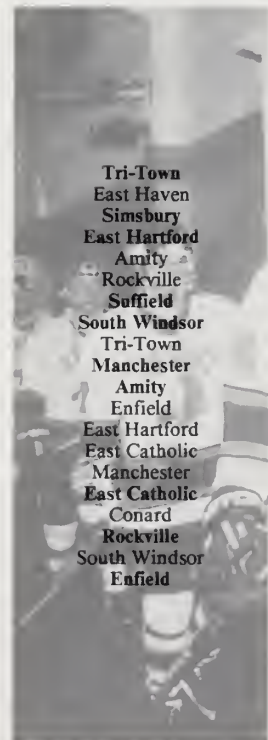 Tri-Town
East Haven
Simsbury
East Hartford
Amity
Rockville
Suffield
South Windsor
Tri-Town
Manchester
Amity
Enfield
East Hartford
East Catholic
Manchester
East Catholic
Conard
Rockville
South Windsor
Enfield